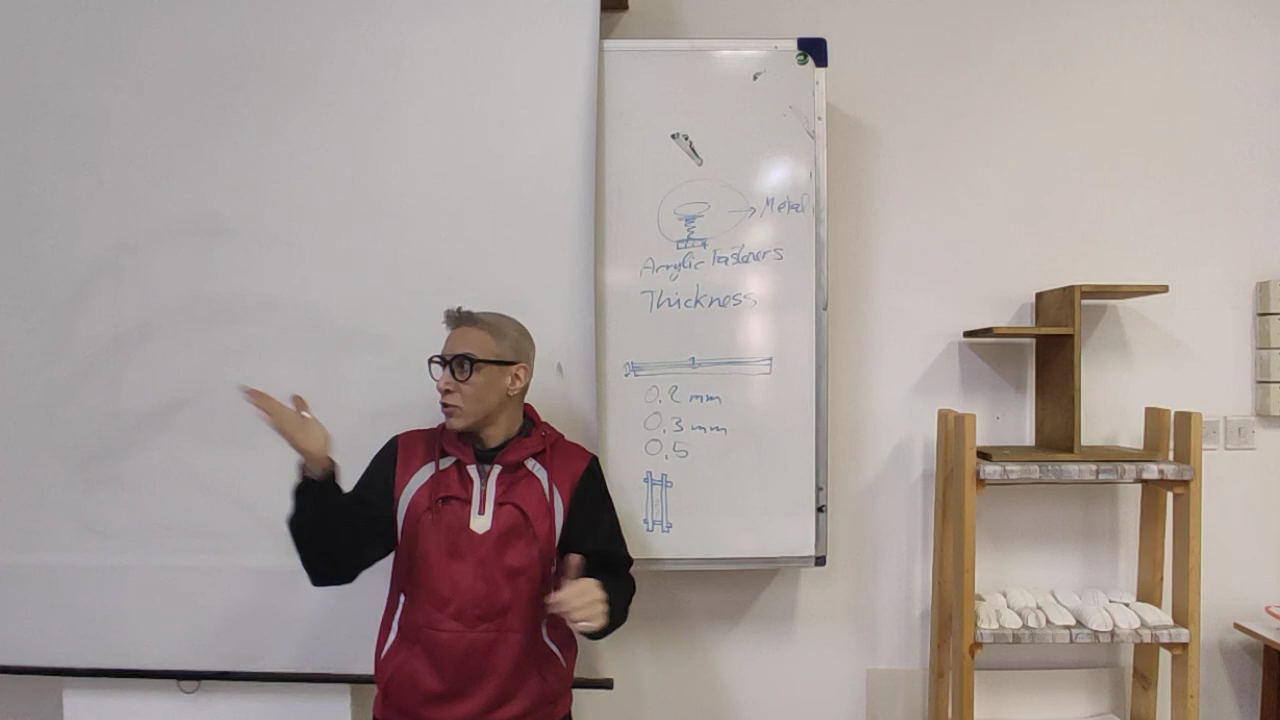 Metal
Acrylic Fasteners
Thickness
0.2 mm
0.3 mm
0.5